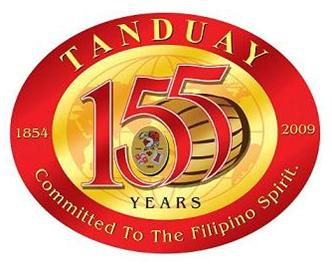 TANDUAY
155
1854
2009
YEARS
Committed To The Filipino Spirit.